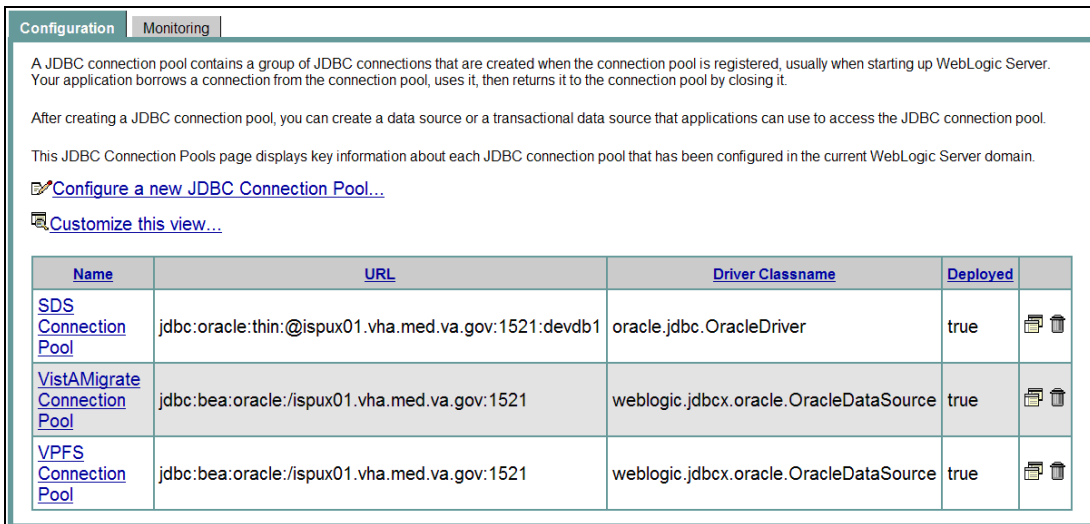 Configuration Monitoring
A JDBC connection pool contains a group of JDBC connections that are created when the connection pool is registered, usually when starting up WebLogic Server.
Your application borrows a connection from the connection pool, uses it, then returns it to the connection pool by closing it.
After creating a JDBC connection pool, you can create a data source or a transactional data source that applications can use to access the JDBC connection pool.
This JDBC Connection Pools page displays key information about each JDBC connection pool that has been configured in the current WebLogic Server domain.
Configure a new JDBC Connection Pool...
Customize this view...
Name URL Driver Classname Deployed
SDS
Connection
Pool
jdbc:oracle:thin:@ispux01.vha.med.va.gov:1521:devdb1 oracle.jdbc.OracleDriver true
VistAMigrate
Connection
Pool
jdbc:bea:oracle:/ispux01.vha.med.va.gov:1521 weblogic.jdbcx.oracle.OracleDataSource true
VPFS
Connection
Pool
jdbc:bea:oracle:/ispux01.vha.med.va.gov:1521 weblogic.jdbcx.oracle.OracleDataSource true